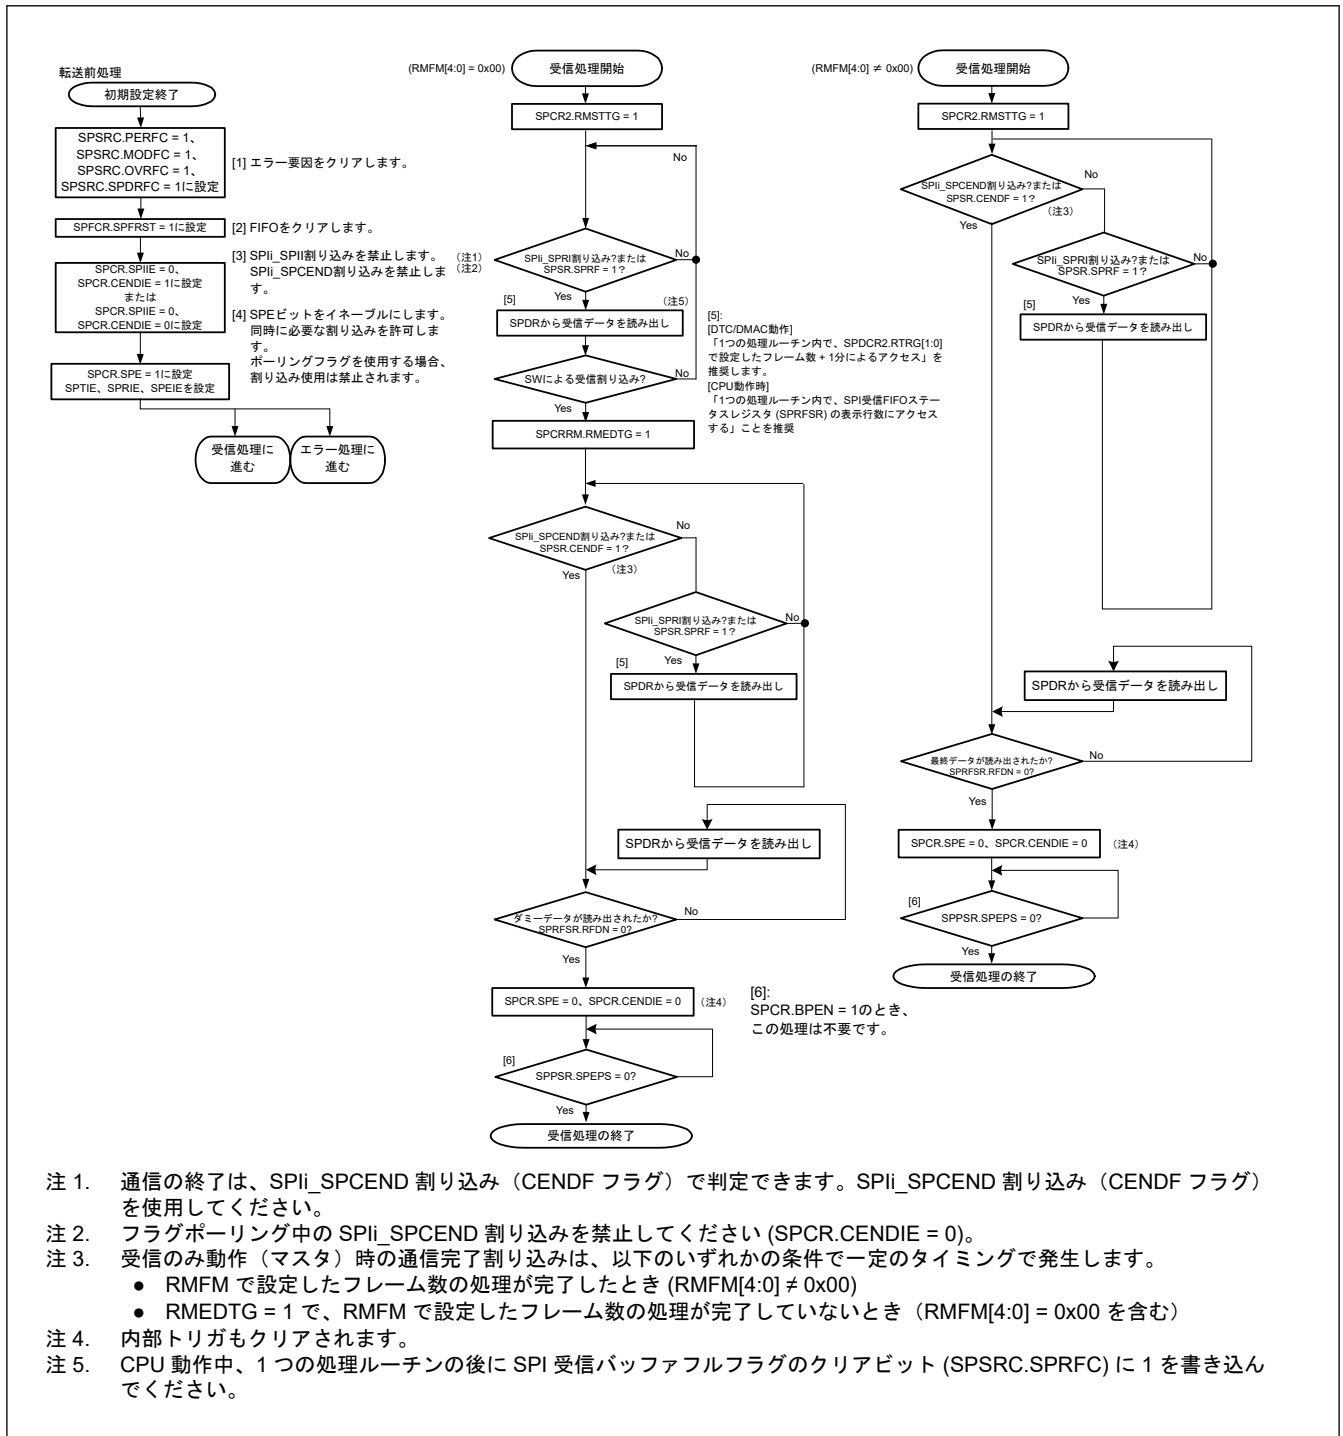 転送前処理
初期設定終了
SPSRC.PERFC = 1、
SPSRC.MODFC = 1、
SPSRC.OVRFC = 1、
SPSRC.SPDRFC = 1に設定
[1] エラー要因をクリアします。
SPFCR.SPFRST = 1に設定
[2] FIFOをクリアします。
SPCR.SPIIE = 0、
SPCR.CENDIE = 1に設定
または
SPCR.SPIIE = 0、
SPCR.CENDIE = 0に設定
[3] SPIi_SPII割り込みを禁止します。 （注1）
SPIi_SPCEND割り込みを禁止しま （注2）
す。
[4] SPEビットをイネーブルにします。
同時に必要な割り込みを許可しま
す。
ポーリングフラグを使用する場合、
割り込み使用は禁止されます。
SPCR.SPE = 1に設定
SPTIE、SPRIE、SPEIEを設定
受信処理に
進む
エラー処理に
進む
(RMFM[4:0] = 0x00)
受信処理開始
SPCR2.RMSTTG = 1
No
SPIi_SPRI割り込み?または
SPSR.SPRF = 1?
No
Yes
[5]
（注5）
SPDRから受信データを読み出し
SWによる受信割り込み?
No
Yes
SPCRRM.RMEDTG = 1
[5]:
[DTC/DMAC動作]
「1つの処理ルーチン内で、SPDCR2.RTRG[1:0]
で設定したフレーム数 + 1分によるアクセス」を
推奨します。
[CPU動作時]
「1つの処理ルーチン内で、SPI受信FIFOステー
タスレジスタ (SPRFSR) の表示行数にアクセス
する」ことを推奨
SPIi_SPCEND割り込み?または
SPSR.CENDF = 1?
No
Yes
（注3）
SPIi_SPRI割り込み?または
SPSR.SPRF = 1?
No
[5]
Yes
SPDRから受信データを読み出し
SPDRから受信データを読み出し
ダミーデータが読み出されたか?
SPRFSR.RFDN = 0?
No
Yes
SPCR.SPE = 0、SPCR.CENDIE = 0
（注4）
[6]:
SPCR.BPEN = 1のとき、
この処理は不要です。
[6]
SPPSR.SPEPS = 0?
Yes
受信処理の終了
(RMFM[4:0] ≠ 0x00)
受信処理開始
SPCR2.RMSTTG = 1
SPIi_SPCEND割り込み?または
SPSR.CENDF = 1?
No
（注3）
Yes
SPIi_SPRI割り込み?または
SPSR.SPRF = 1?
No
Yes
[5]
SPDRから受信データを読み出し
SPDRから受信データを読み出し
最終データが読み出されたか?
SPRFSR.RFDN = 0?
No
Yes
SPCR.SPE = 0、SPCR.CENDIE = 0
（注4）
[6]
SPPSR.SPEPS = 0?
Yes
受信処理の終了
注 1. 通信の終了は、SPIi_SPCEND 割り込み（CENDF フラグ）で判定できます。SPIi_SPCEND 割り込み（CENDF フラグ）
を使用してください。
注 2. フラグポーリング中の SPIi_SPCEND 割り込みを禁止してください (SPCR.CENDIE = 0)。
注 3. 受信のみ動作（マスタ）時の通信完了割り込みは、以下のいずれかの条件で一定のタイミングで発生します。
● RMFM で設定したフレーム数の処理が完了したとき (RMFM[4:0] ≠ 0x00)
● RMEDTG = 1 で、RMFM で設定したフレーム数の処理が完了していないとき（RMFM[4:0] = 0x00 を含む）
注 4. 内部トリガもクリアされます。
注 5. CPU 動作中、1 つの処理ルーチンの後に SPI 受信バッファフルフラグのクリアビット (SPSRC.SPRFC) に 1 を書き込ん
でください。